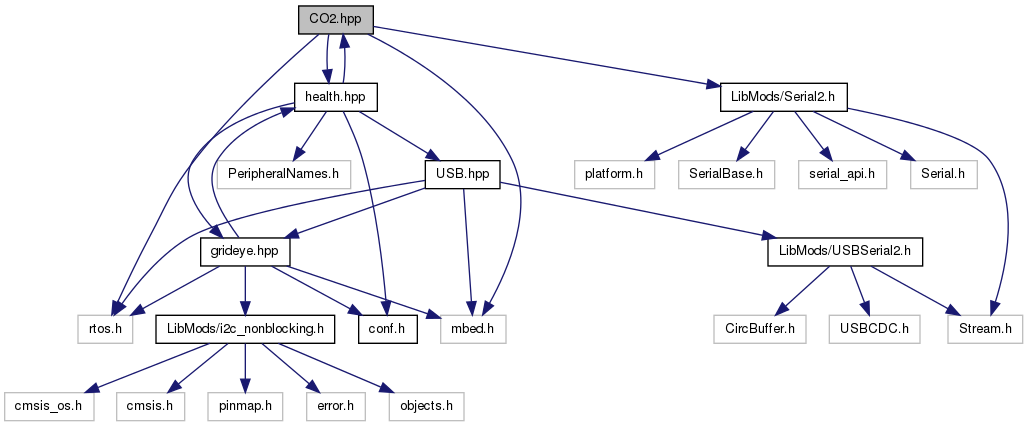 CO2.hpp
health.hpp
LibMods/Serial2.h
PeripheralNames.h
USB.hpp
platform.h
SerialBase.h
serial_api.h
Serial.h
grideye.hpp
LibMods/USBSerial2.h
rtos.h
LibMods/i2c_nonblocking.h
conf.h
mbed.h
CircBuffer.h
USBCDC.h
Stream.h
cmsis_os.h
cmsis.h
pinmap.h
error.h
objects.h